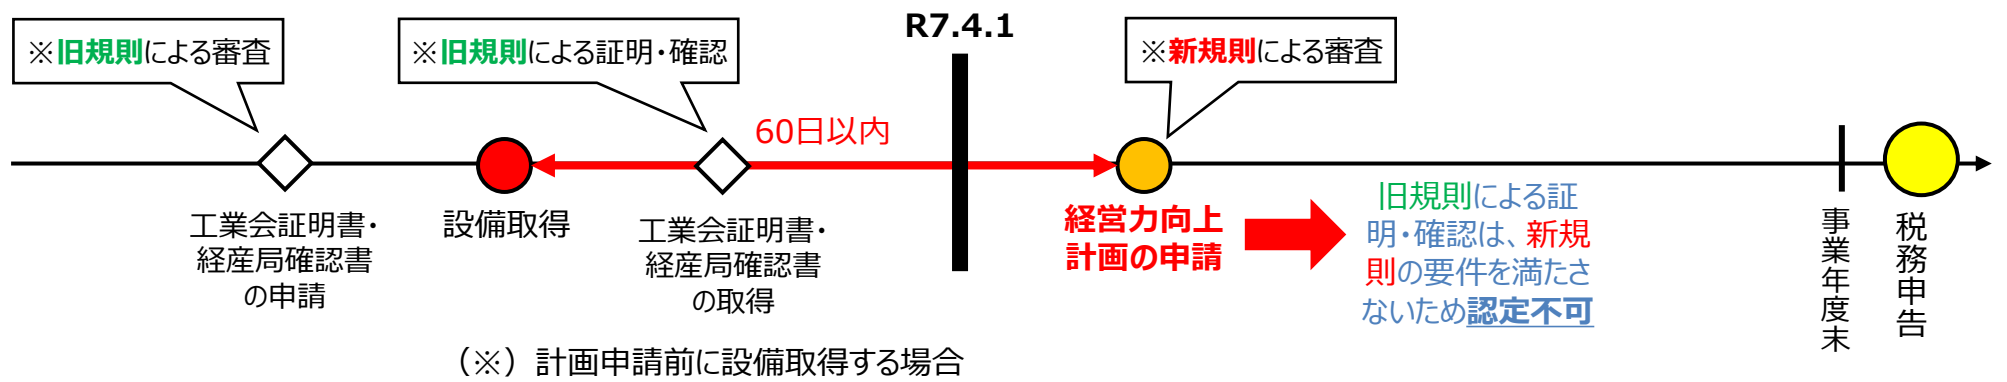 ※旧規則による審査
※旧規則による証明・確認
R7.4.1
※新規則による審査
60日以内
工業会証明書・
経産局確認書
の申請
設備取得
工業会証明書・
経産局確認書
の取得
経営力向上
計画の申請
旧規則による証
明・確認は、新規
則の要件を満たさ
ないため認定不可
事業年度末
税務申告
（※）計画申請前に設備取得する場合